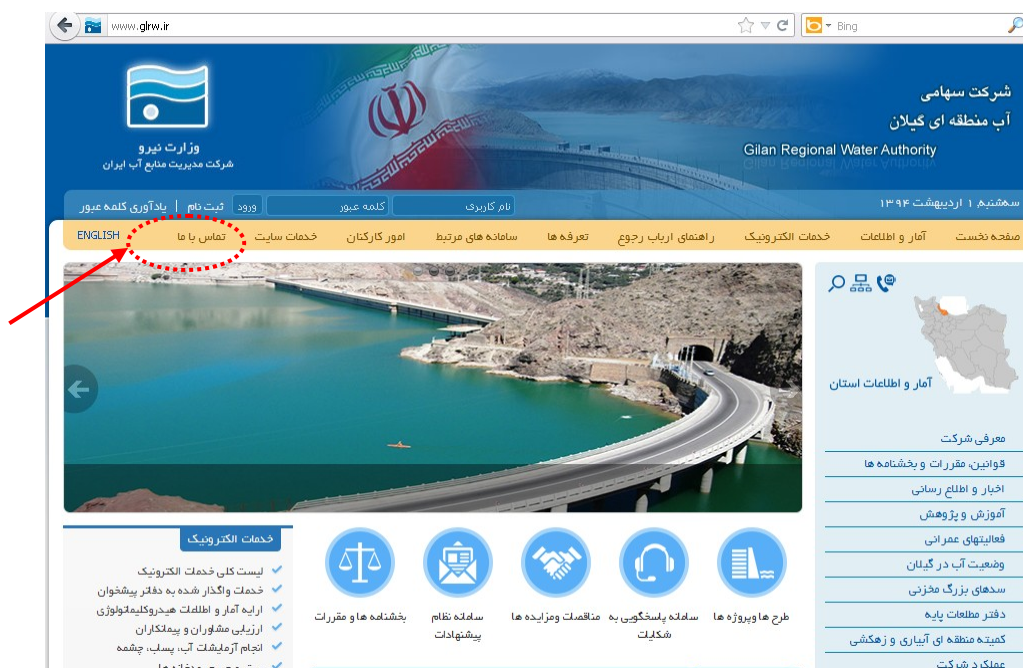 www.glrw.ir
Bing
شرکت سهامی
آب منطقه ای گیلان
Gilan Regional Water Authority
وزارت نیرو
شرکت مدیریت منابع آب ایران
سه‌شنبه, ۱ اردیبهشت ۱۳۹۴
نام کاربری
کلمه عبور
ورود
ثبت نام | یادآوری کلمه عبور
صفحه نخست
آمار و اطلاعات
خدمات الکترونیک
راهنمای ارباب رجوع
تعرفه ها
سامانه های مرتبط
امور کارکنان
خدمات سایت
تماس با ما
ENGLISH
آمار و اطلاعات استان
معرفی شرکت
قوانین، مقررات و بخشنامه ها
اخبار و اطلاع رسانی
آموزش و پژوهش
فعالیتهای عمرانی
وضعیت آب در گیلان
سدهای بزرگ مخزنی
دفتر مطلعات پایه
کمیته منطقه ای آبیاری و زهکشی
عملکرد شرکت
طرح ها وپروژه ها
سامانه پاسخگویی به
شکایات
مناقصات ومزایده ها
سامانه نظام
پیشنهادات
بخشنامه ها و مقررات
خدمات الکترونیک
لیست کلی خدمات الکترونیک
خدمات واگذار شده به دفاتر پیشخوان
ارایه آمار و اطلاعات هیدروکلیماتولوژی
ارزیابی مشاوران و پیمانکاران
انجام آزمایشات آب، پساب، چشمه